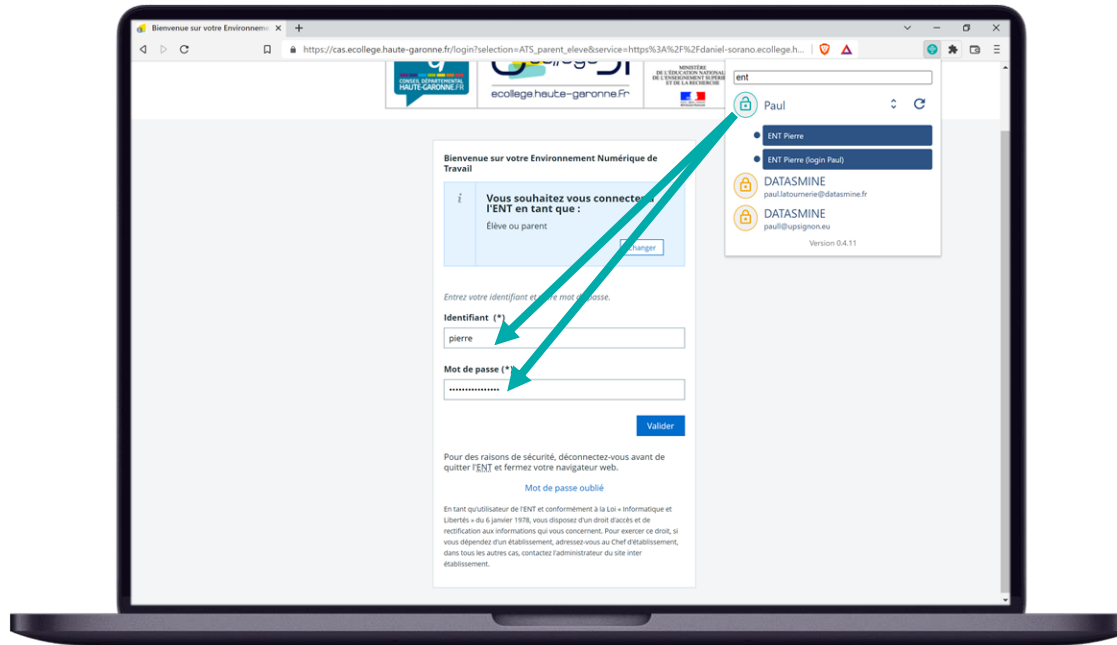 Bienvenue sur votre Environneme
https://cas.ecollege.haute-garonne.fr/login?selection=ATS_parent_eleve&service=https%3A%2F%2Fdaniel-sorano.ecollege.h...
CONSEIL DÉPARTEMENTAL
HAUTE-GARONNE.FR
ecollege.haute-garonne.fr
MINISTÈRE
DE L'ÉDUCATION NATIONALE
DE L'ENSEIGNEMENT SUPÉRIE
ET DE LA RECHERCHE
ent
Paul
ENT Pierre
ENT Pierre (login Paul)
DATASMINE
paul.latournerie@datasmine.fr
DATASMINE
paull@upsignon.eu
Version 0.4.11
Bienvenue sur votre Environnement Numérique de
Travail
i
Vous souhaitez vous connecter
l'ENT en tant que :
Élève ou parent
changer
Entrez votre identifiant et mot de passe.
Identifiant (*)
pierre
Mot de passe (*)
Valider
Pour des raisons de sécurité, déconnectez-vous avant de
quitter l'ENT et fermez votre navigateur web.
Mot de passe oublié
En tant qu'utilisateur de l'ENT et conformément à la Loi « Informatique et
Libertés » du 6 janvier 1978, vous disposez d'un droit d'accès et de
rectification aux informations qui vous concernent. Pour exercer ce droit, si
vous dépendez d'un établissement, adressez-vous au Chef d'établissement,
dans tous les autres cas, contactez l'administrateur du site inter
établissement.